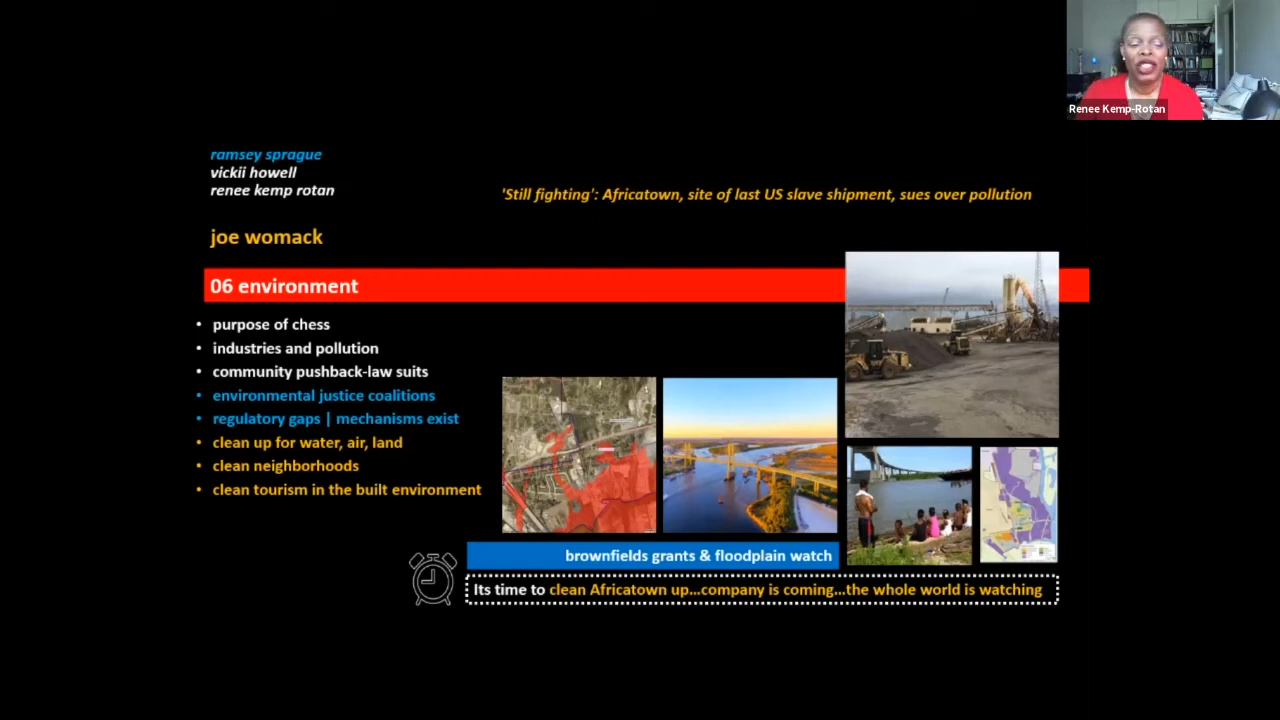 Renee Kemp-Rotan
ramsey sprague
vickii howell
renee kemp rotan
'Still fighting': Africatown, site of last US slave shipment, sues over pollution
joe womack
06 environment
• purpose of chess
• industries and pollution
• community pushback-law suits
• environmental justice coalitions
• regulatory gaps | mechanisms exist
• clean up for water, air, land
• clean neighborhoods
• clean tourism in the built environment
brownfields grants & floodplain watch
Its time to clean Africatown up...company is coming...the whole world is watching